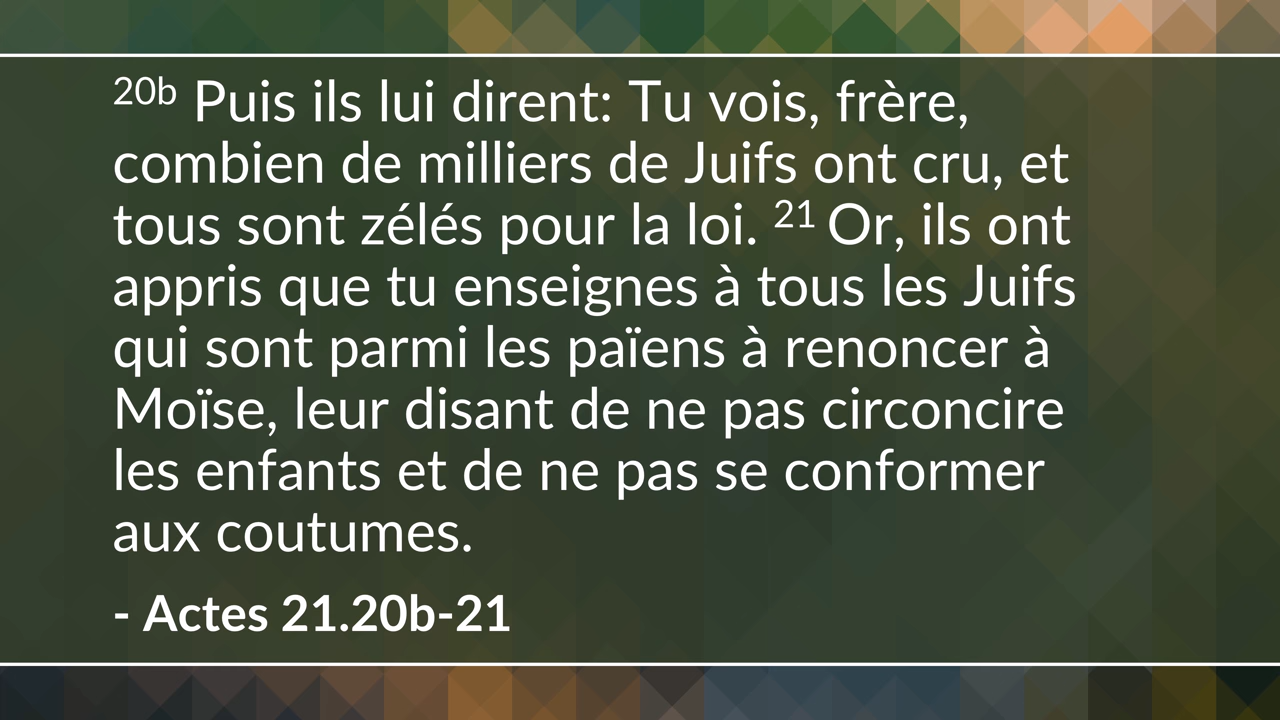 20b Puis ils lui dirent: Tu vois, frère,
combien de milliers de Juifs ont cru, et
tous sont zélés pour la loi. 21 Or, ils ont
appris que tu enseignes à tous les Juifs
qui sont parmi les païens à renoncer à
Moïse, leur disant de ne pas circoncire
les enfants et de ne pas se conformer
aux coutumes.
- Actes 21.20b-21